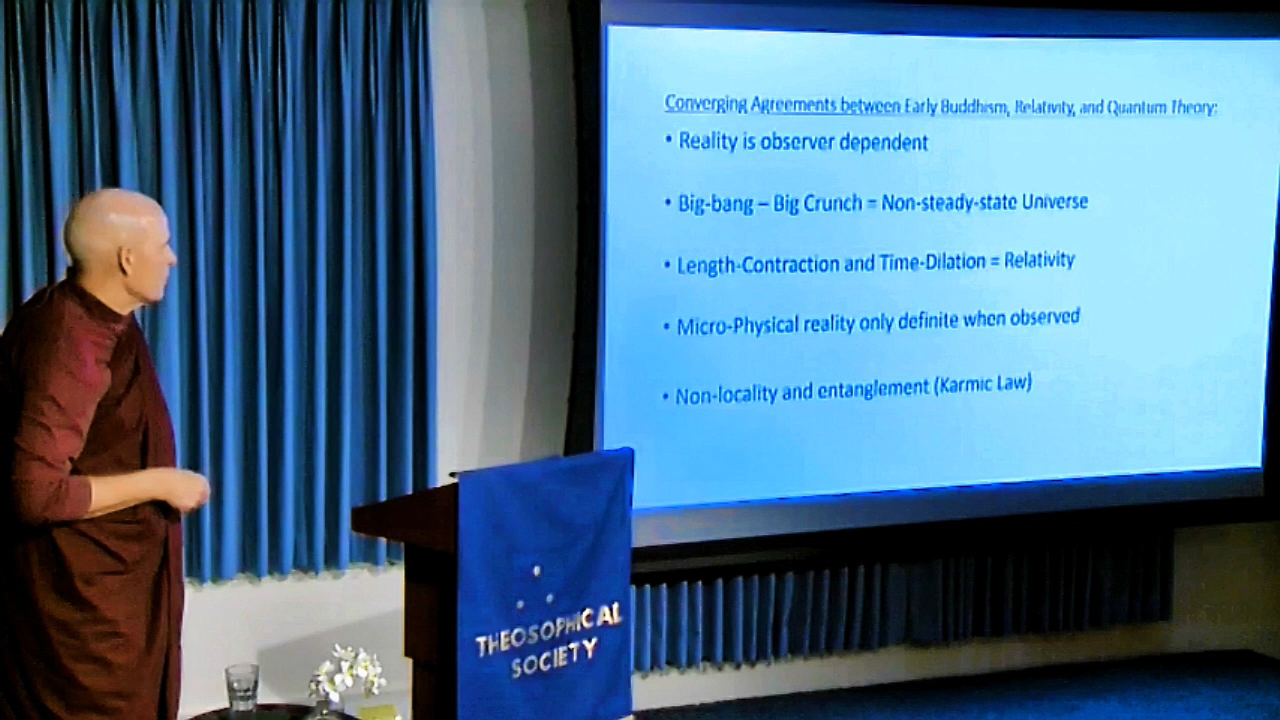 Converging Agreements between Early Buddhism, Relativity, and Quantum Theory:
• Reality is observer dependent
• Big-bang – Big Crunch = Non-steady-state Universe
• Length-Contraction and Time-Dilation = Relativity
• Micro-Physical reality only definite when observed
• Non-locality and entanglement (Karmic Law)
THEOSOPHICAL
SOCIETY